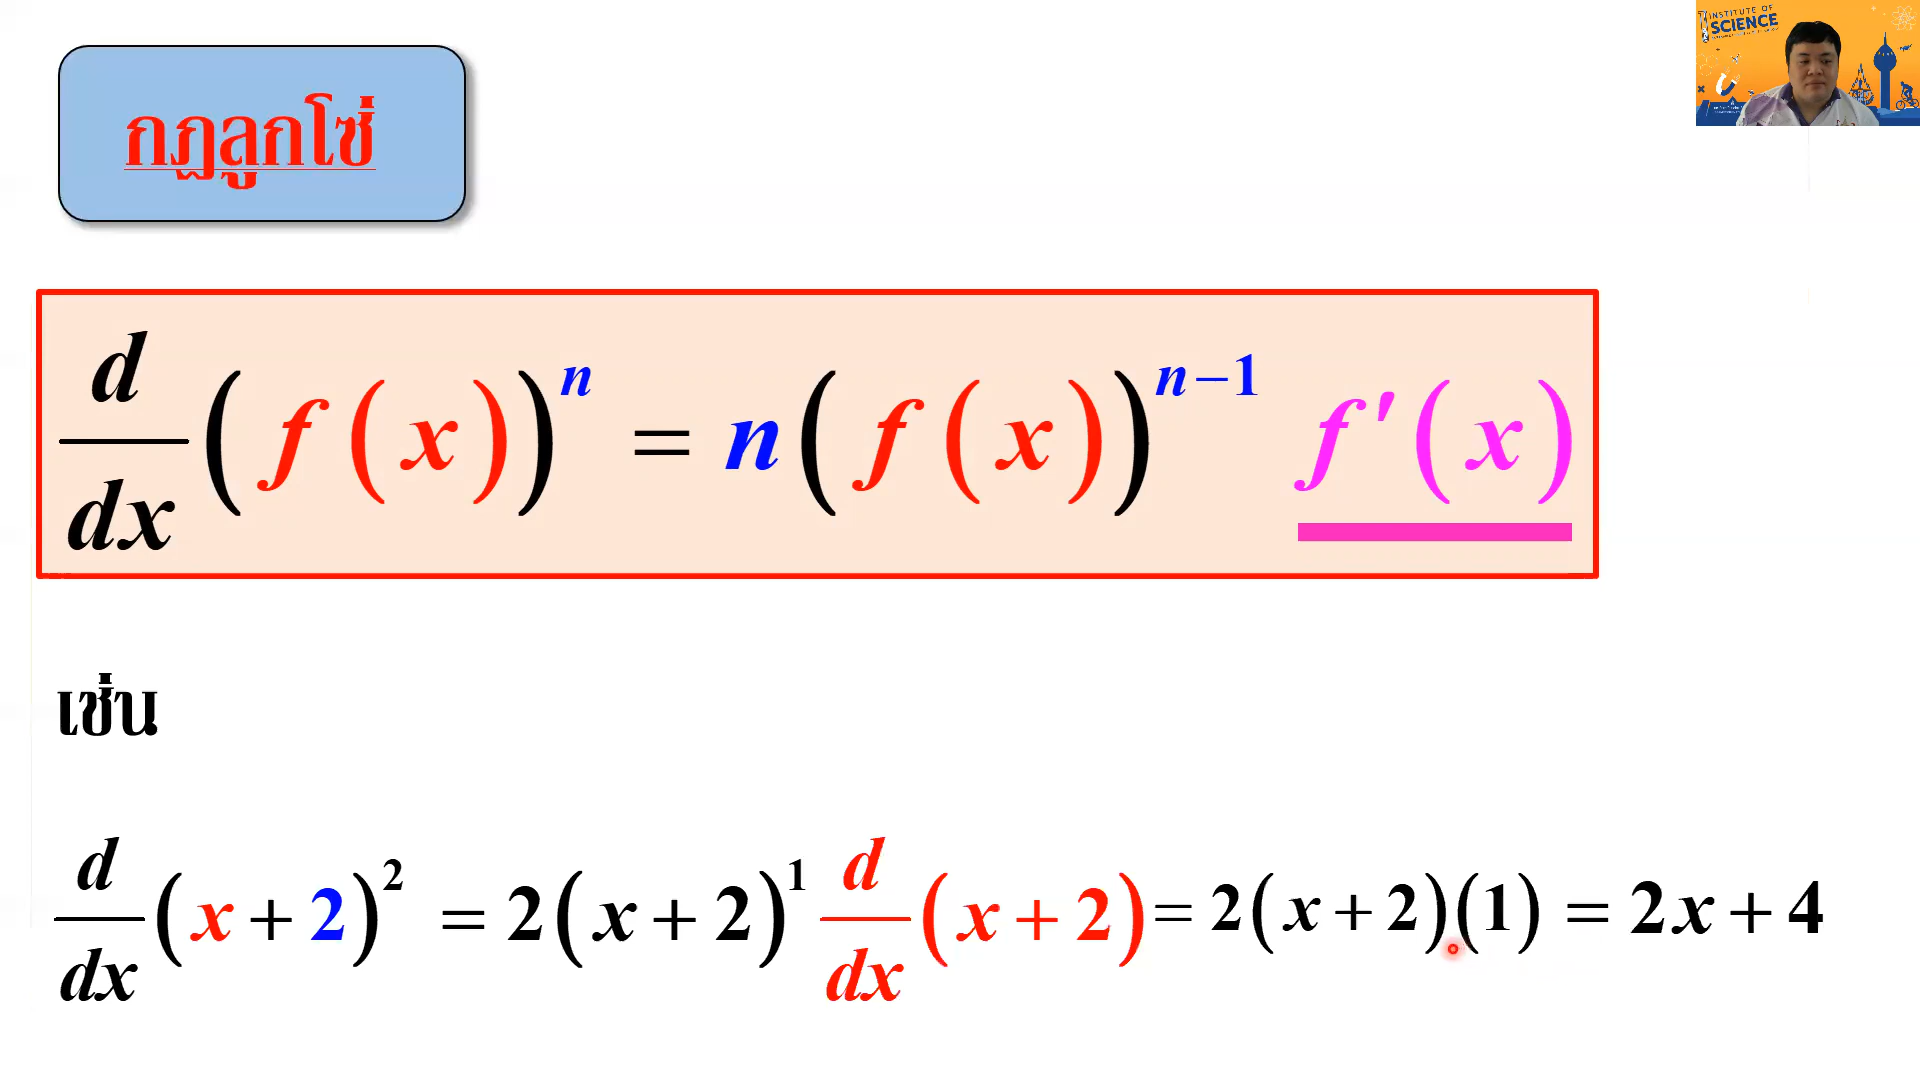 INSTITUTE OF
SCIENCE
กฎลูกโซ่
d/dx (f(x))^n = n(f(x))^{n-1} f'(x)
เช่น
d/dx (x+2)^2 = 2(x+2)^1 d/dx (x+2) = 2(x+2)(1) = 2x+4